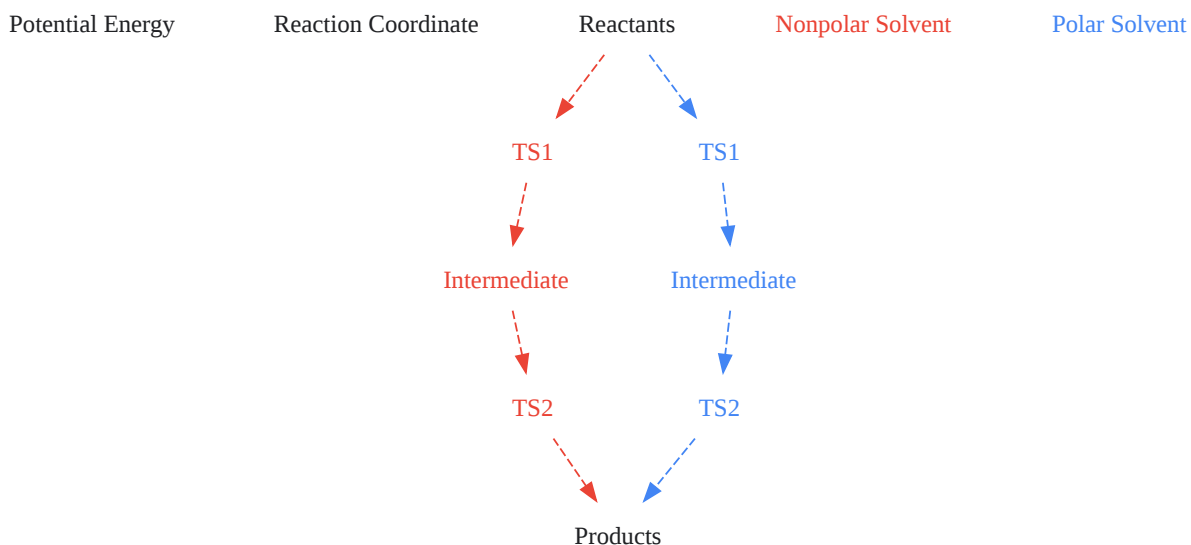 Potential Energy
Reaction Coordinate
Reactants
Nonpolar Solvent
Polar Solvent
TS1
TS1
Intermediate
Intermediate
TS2
TS2
Products